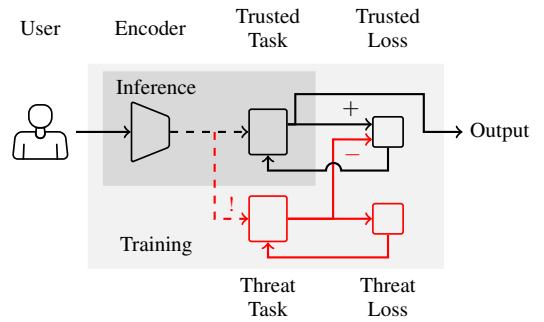 User
Encoder
Trusted
Task
Trusted
Loss
Inference
+
−
Output
!
Training
Threat
Task
Threat
Loss